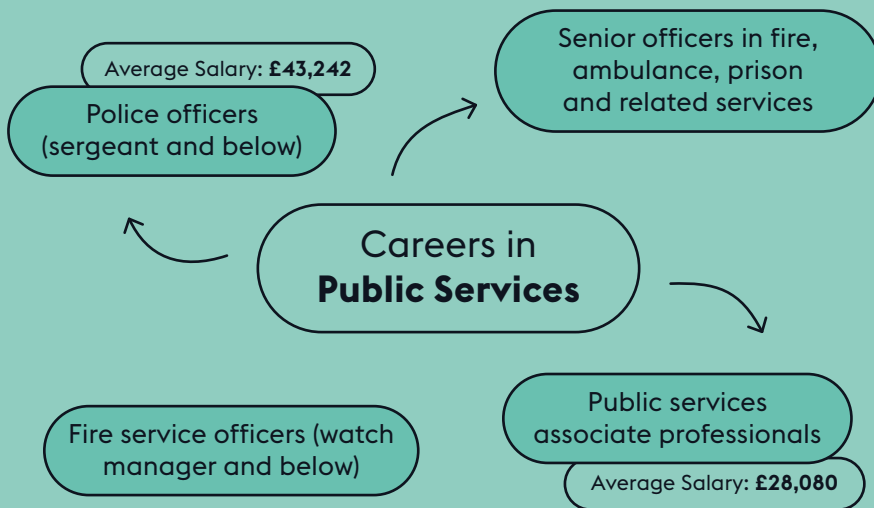 Average Salary: £43,242
Police officers
(sergeant and below)
Senior officers in fire,
ambulance, prison
and related services
Careers in
Public Services
Fire service officers (watch
manager and below)
Public services
associate professionals
Average Salary: £28,080